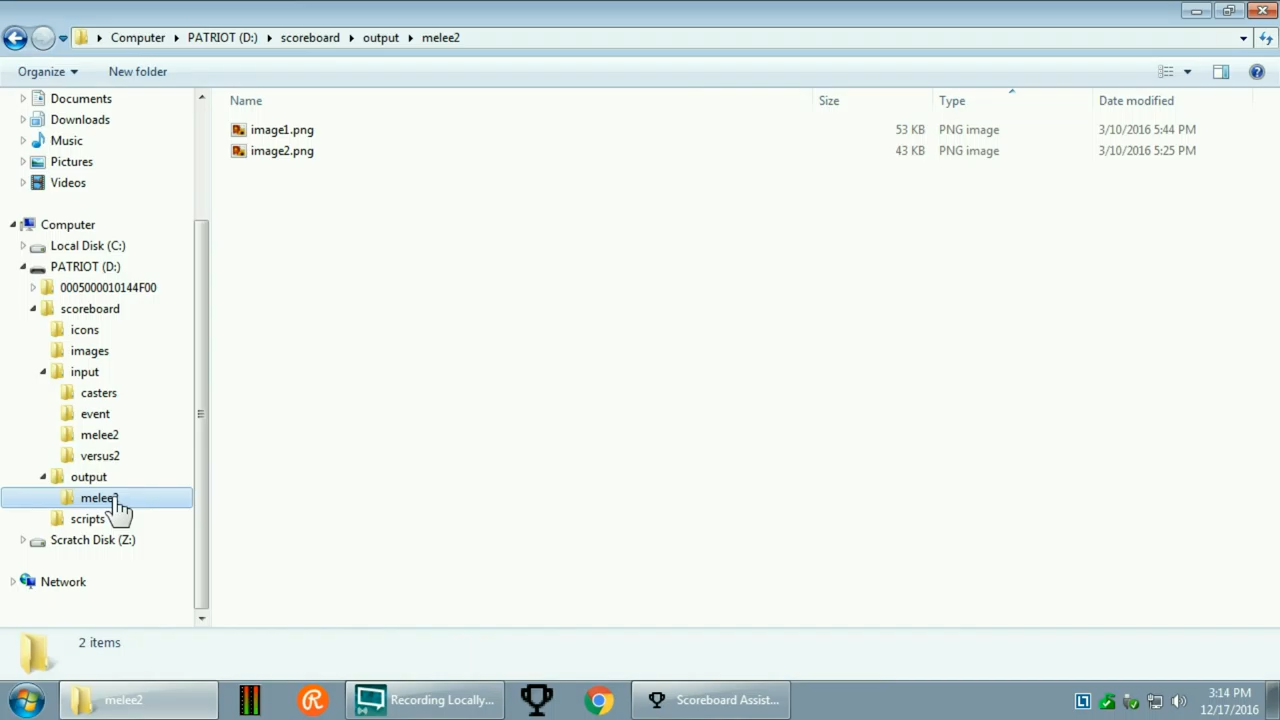 Computer PATRIOT (D:) scoreboard output melee2
Organize New folder
Name Size Type Date modified
image1.png 53 KB PNG image 3/10/2016 5:44 PM
image2.png 43 KB PNG image 3/10/2016 5:25 PM
Documents
Downloads
Music
Pictures
Videos
Computer
Local Disk (C:)
PATRIOT (D:)
0005000010144F00
scoreboard
icons
images
input
casters
event
melee2
versus2
output
melee2
scripts
Scratch Disk (Z:)
Network
2 items
melee2 Recording Locally... Scoreboard Assist... 3:14 PM
12/17/2016